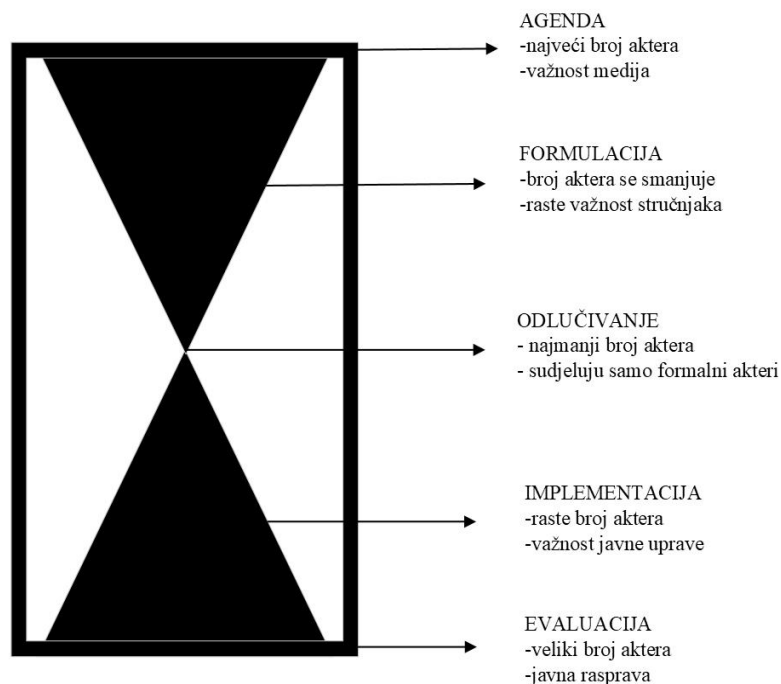 AGENDA
-najveći broj aktera
-važnost medija
FORMULACIJA
-broj aktera se smanjuje
-raste važnost stručnjaka
ODLUČIVANJE
- najmanji broj aktera
- sudjeluju samo formalni akteri
IMPLEMENTACIJA
-raste broj aktera
-važnost javne uprave
EVALUACIJA
-veliki broj aktera
-javna rasprava